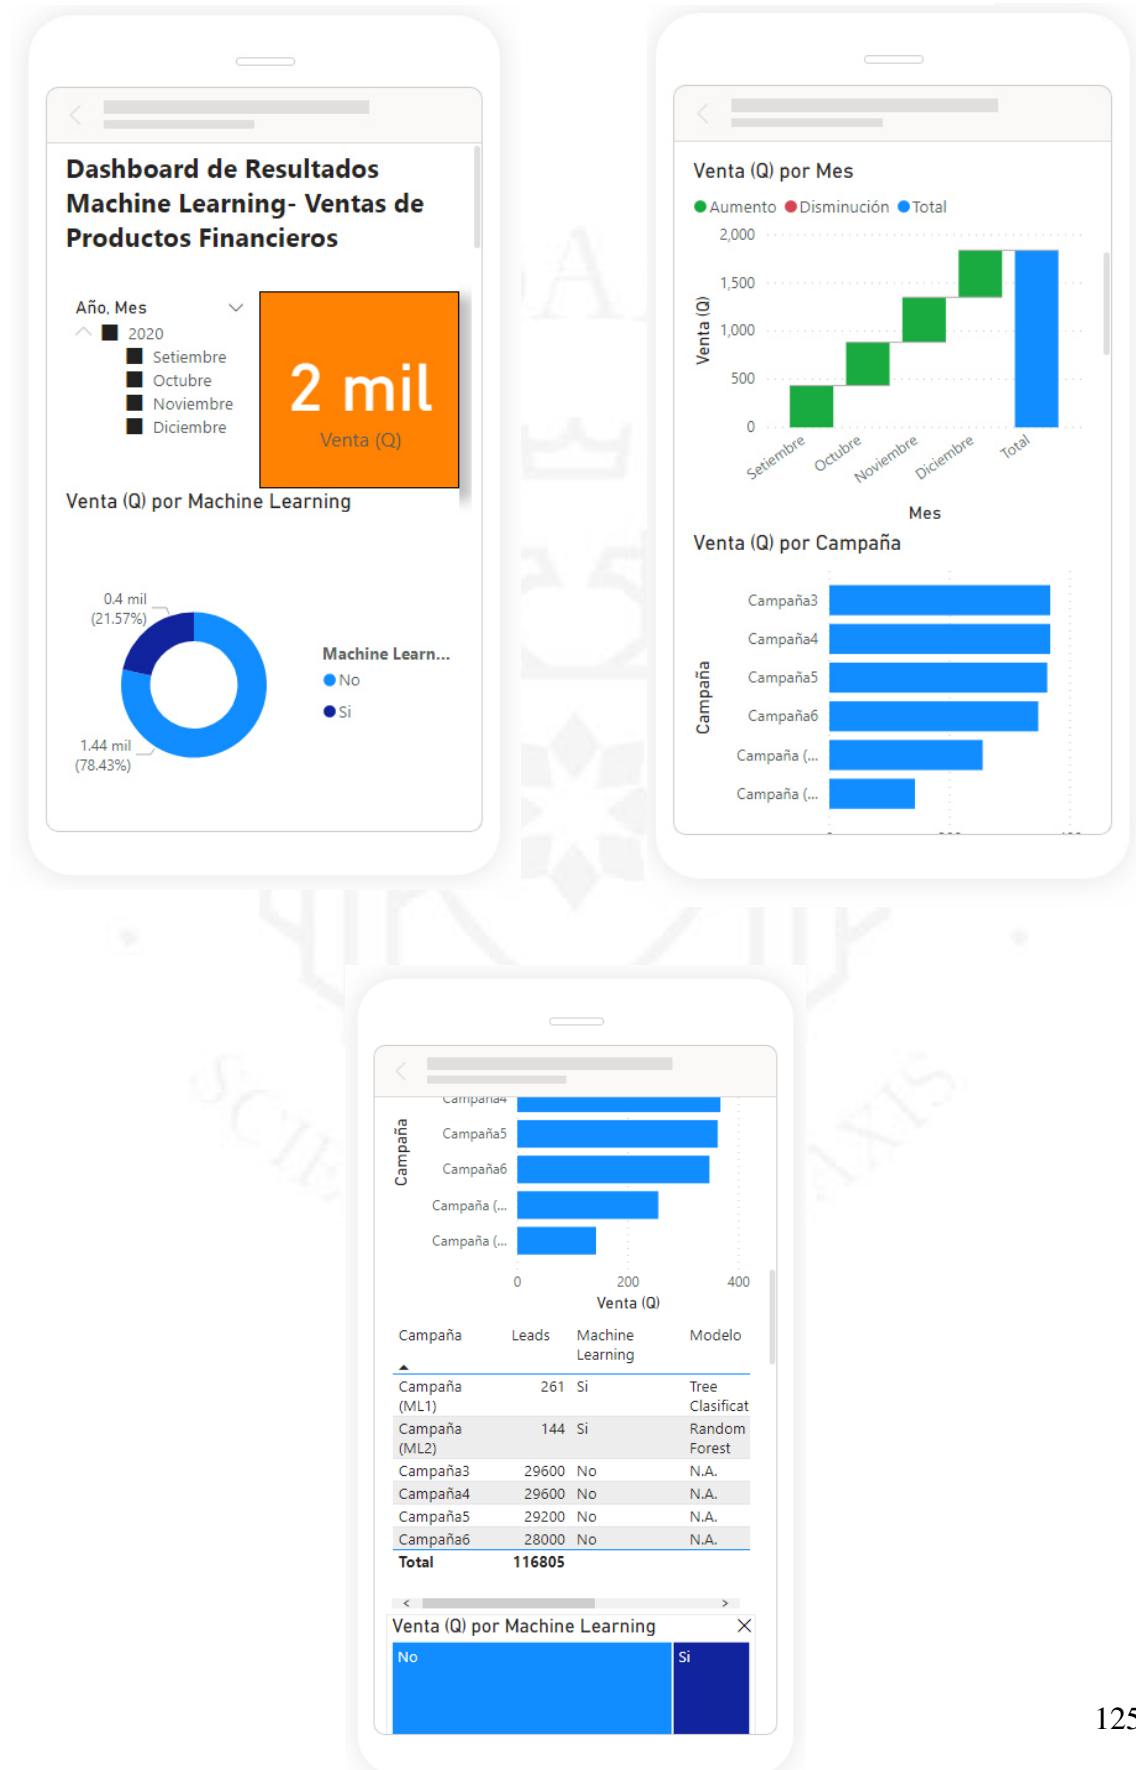 Dashboard de Resultados
Machine Learning- Ventas de
Productos Financieros
Año, Mes
2020
Setiembre
Octubre
Noviembre
Diciembre
2 mil
Venta (Q)
Venta (Q) por Machine Learning
0.4 mil
(21.57%)
1.44 mil
(78.43%)
Machine Learn...
No
Si
Venta (Q) por Mes
Aumento Disminución Total
2,000
1,500
1,000
500
0
Venta (Q)
Setiembre Octubre Noviembre Diciembre Total
Mes
Venta (Q) por Campaña
Campaña
Campaña3
Campaña4
Campaña5
Campaña6
Campaña (...
Campaña (...
Campaña
Campaña4
Campaña5
Campaña6
Campaña (...
Campaña (...
0 200 400
Venta (Q)
Campaña Leads Machine Learning Modelo
Campaña (ML1) 261 Si Tree Clasificat
Campaña (ML2) 144 Si Random Forest
Campaña3 29600 No N.A.
Campaña4 29600 No N.A.
Campaña5 29200 No N.A.
Campaña6 28000 No N.A.
Total 116805
Venta (Q) por Machine Learning
No Si
125